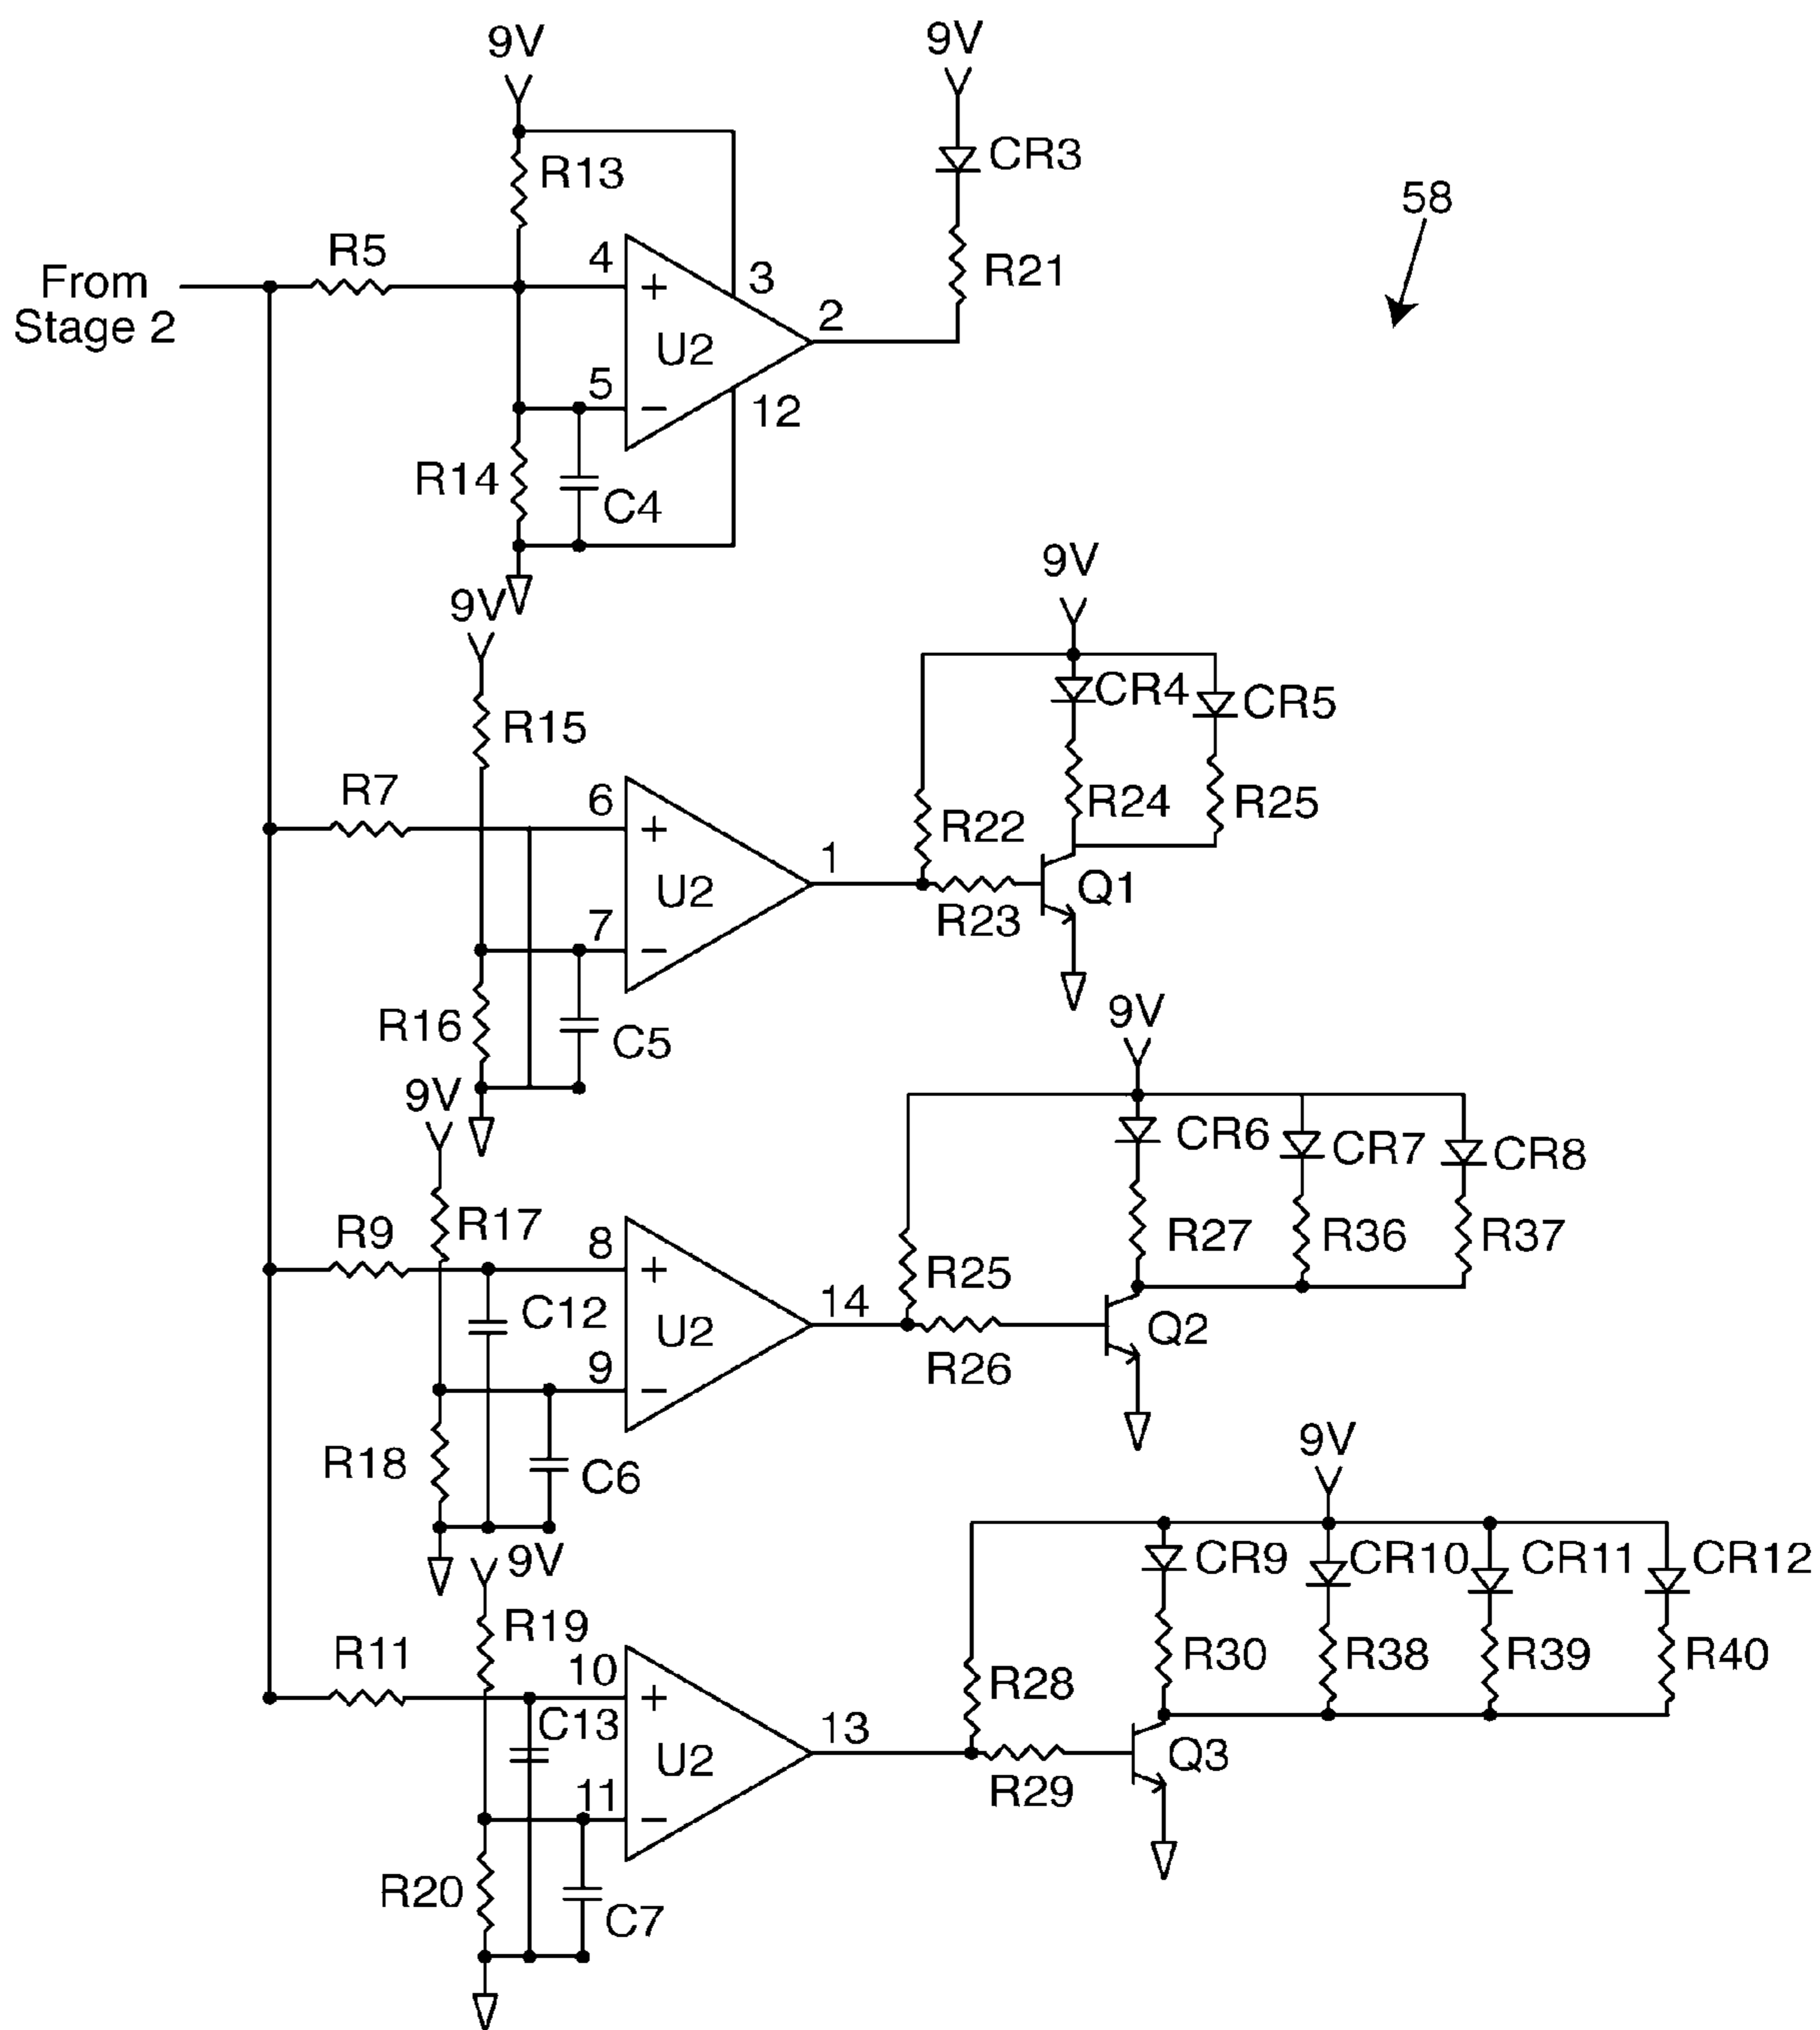 9V
9V
R13
CR3
58
R5
4
+
3
R21
From
Stage 2
2
U2
5
−
12
R14
C4
9V
9V
R15
CR4
CR5
R7
6
+
R22
R24
R25
1
U2
Q1
7
−
R23
R16
C5
9V
9V
CR6
CR7
CR8
R9
R17
8
+
R25
R27
R36
R37
C12
14
U2
Q2
9
−
R26
R18
C6
9V
9V
CR9
CR10
CR11
CR12
R19
R11
10
+
R28
R30
R38
R39
R40
C13
13
U2
Q3
11
−
R29
R20
C7